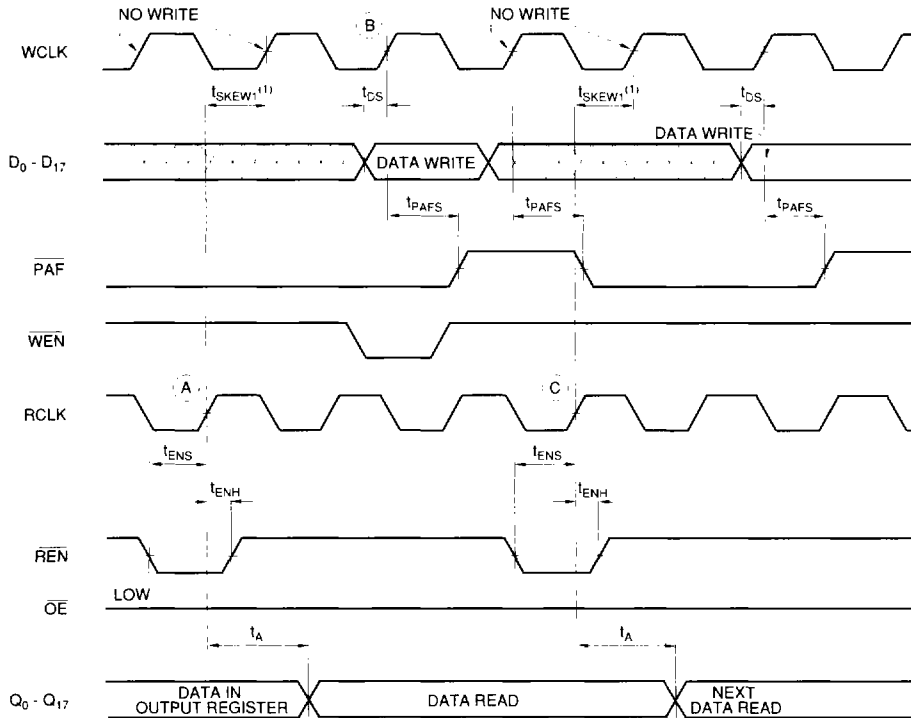 NO WRITE
B
NO WRITE
WCLK
tSKEW1(1)
tDS
tSKEW1(1)
tDS
DATA WRITE
D0 - D17
DATA WRITE
tPAFS
tPAFS
tPAFS
PAF
WEN
A
C
RCLK
tENS
tENS
tENH
tENH
REN
LOW
OE
tA
tA
Q0 - Q17
DATA IN
OUTPUT REGISTER
DATA READ
NEXT
DATA READ